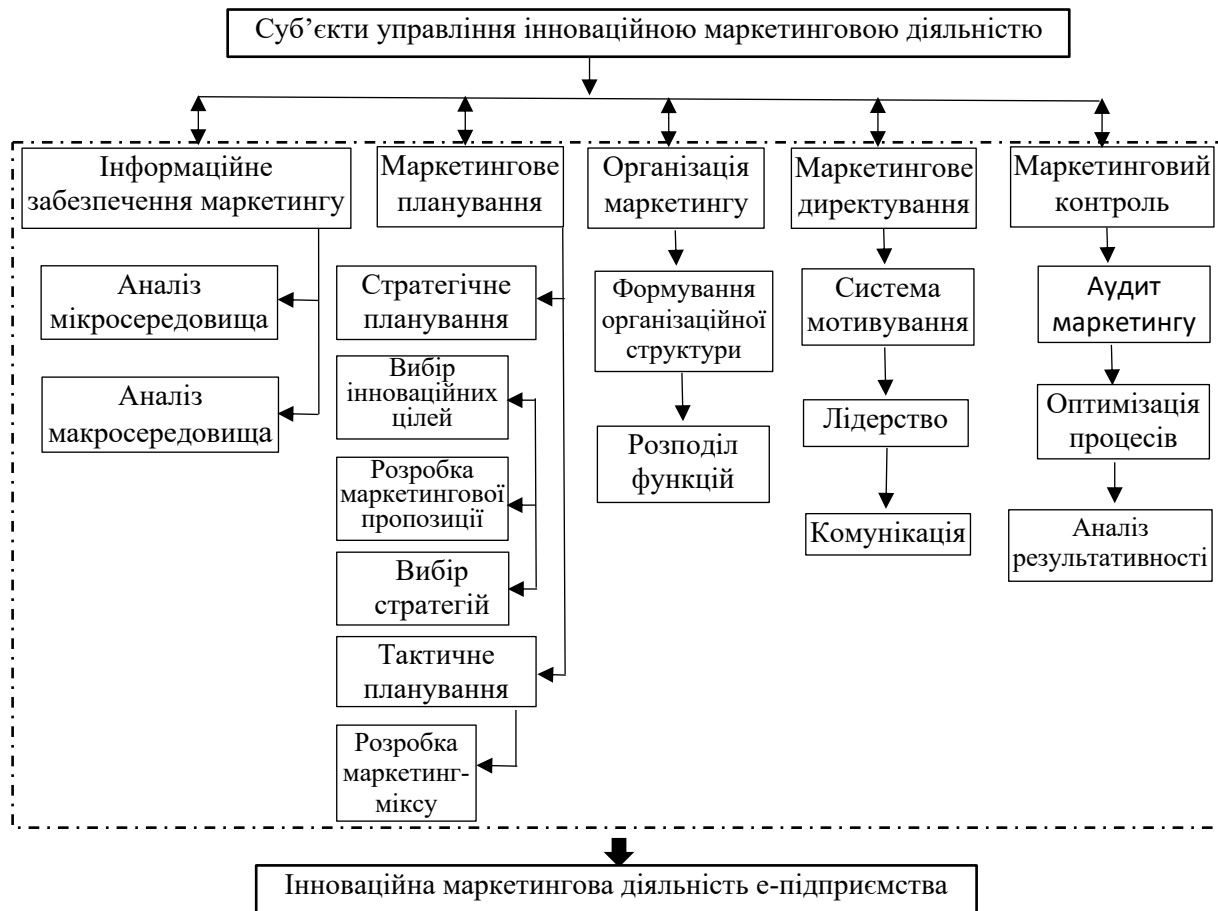 Суб’єкти управління інноваційною маркетинговою діяльністю
Інформаційне
забезпечення маркетингу
Аналіз
мікросередовища
Аналіз
макросередовища
Маркетингове
планування
Стратегічне
планування
Вибір
інноваційних
цілей
Розробка
маркетингової
пропозиції
Вибір
стратегій
Тактичне
планування
Розробка
маркетинг-
міксу
Організація
маркетингу
Формування
організаційної
структури
Розподіл
функцій
Маркетингове
директування
Система
мотивування
Лідерство
Комунікація
Маркетинговий
контроль
Аудит
маркетингу
Оптимізація
процесів
Аналіз
результативності
Інноваційна маркетингова діяльність е-підприємства